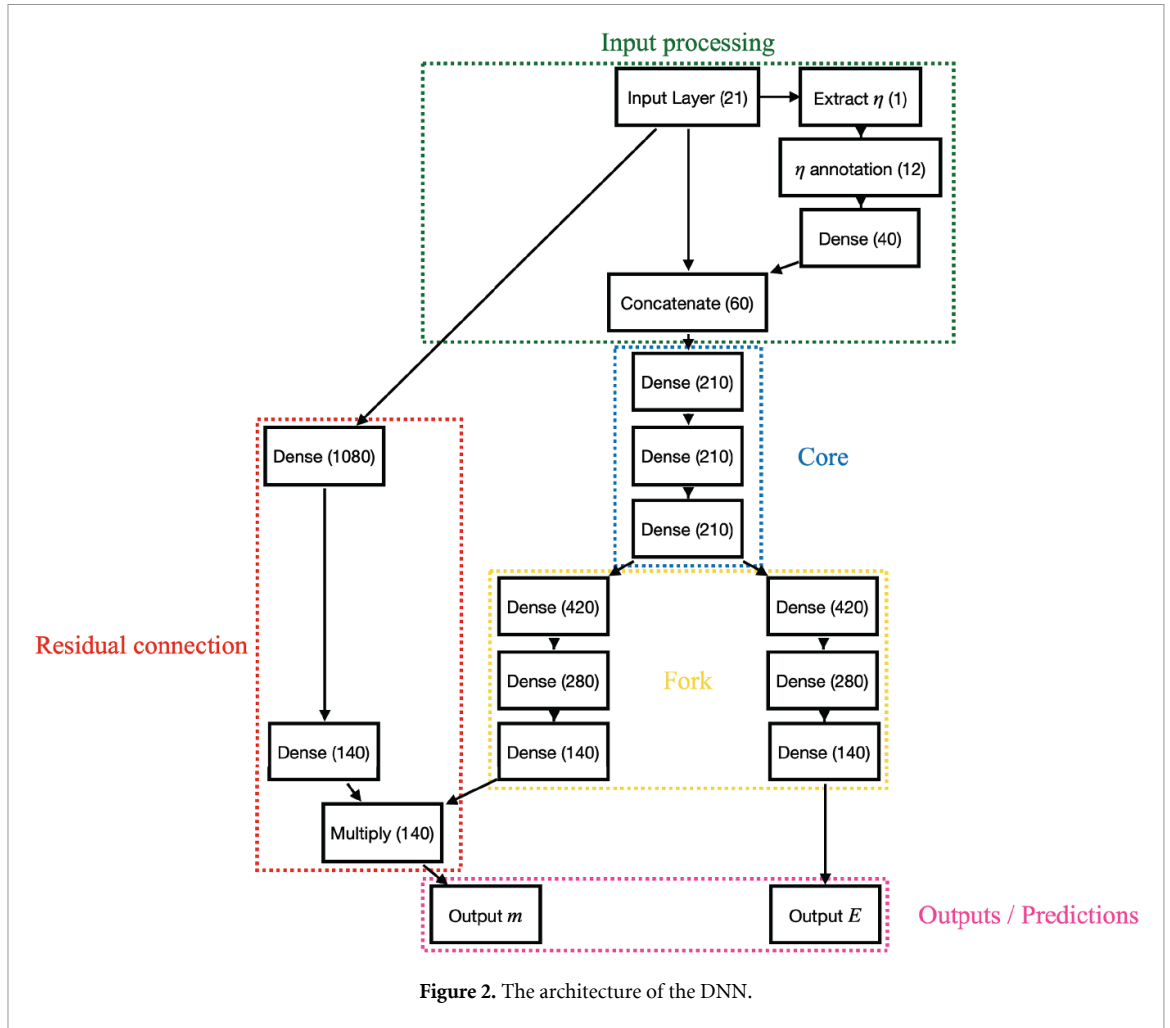 Input processing
Input Layer (21)
Extract η (1)
η annotation (12)
Dense (40)
Concatenate (60)
Dense (210)
Dense (1080)
Dense (210)
Core
Dense (210)
Dense (420)
Dense (420)
Residual connection
Dense (280)
Fork
Dense (280)
Dense (140)
Dense (140)
Dense (140)
Multiply (140)
Output m
Output E
Outputs / Predictions
Figure 2. The architecture of the DNN.